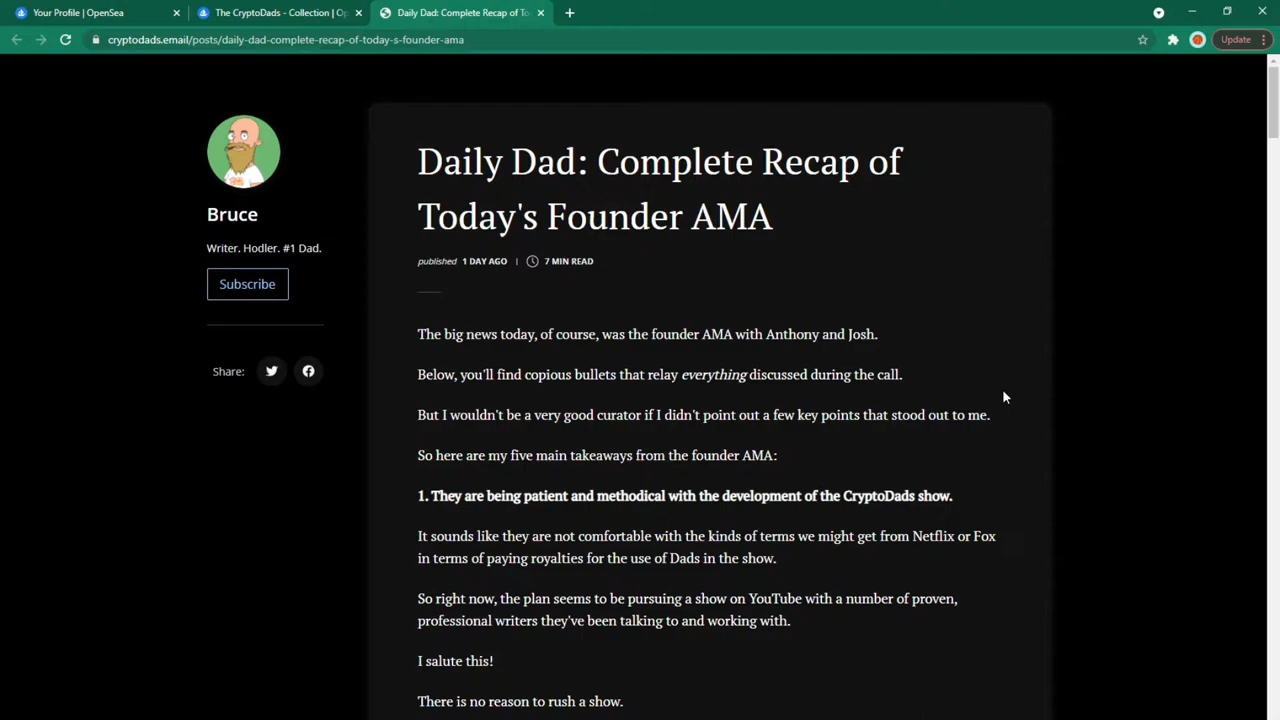 Your Profile | OpenSea
The CryptoDads - Collection | Op
Daily Dad: Complete Recap of To
cryptodads.email/posts/daily-dad-complete-recap-of-today-s-founder-ama
Update
Bruce
Writer. Hodler. #1 Dad.
Subscribe
Share:
Daily Dad: Complete Recap of
Today's Founder AMA
published 1 DAY AGO | 7 MIN READ
The big news today, of course, was the founder AMA with Anthony and Josh.
Below, you'll find copious bullets that relay everything discussed during the call.
But I wouldn't be a very good curator if I didn't point out a few key points that stood out to me.
So here are my five main takeaways from the founder AMA:
1. They are being patient and methodical with the development of the CryptoDads show.
It sounds like they are not comfortable with the kinds of terms we might get from Netflix or Fox
in terms of paying royalties for the use of Dads in the show.
So right now, the plan seems to be pursuing a show on YouTube with a number of proven,
professional writers they've been talking to and working with.
I salute this!
There is no reason to rush a show.